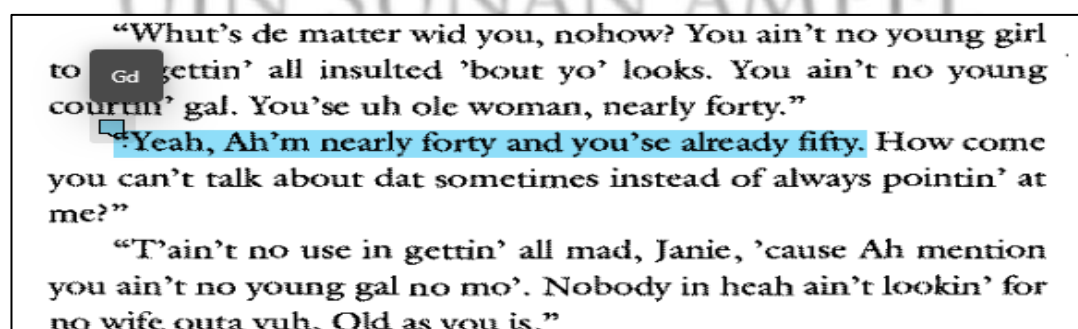 UIN SUNAN AMPEL
“Whut’s de matter wid you, nohow? You ain’t no young girl
to gettin’ all insulted ’bout yo’ looks. You ain’t no young
courtin’ gal. You’se uh ole woman, nearly forty.”
“Yeah, Ah’m nearly forty and you’se already fifty. How come
you can’t talk about dat sometimes instead of always pointin’ at
me?”
“T’ain’t no use in gettin’ all mad, Janie, ’cause Ah mention
you ain’t no young gal no mo’. Nobody in heah ain’t lookin’ for
no wife outa yuh. Old as you is.”
Gd